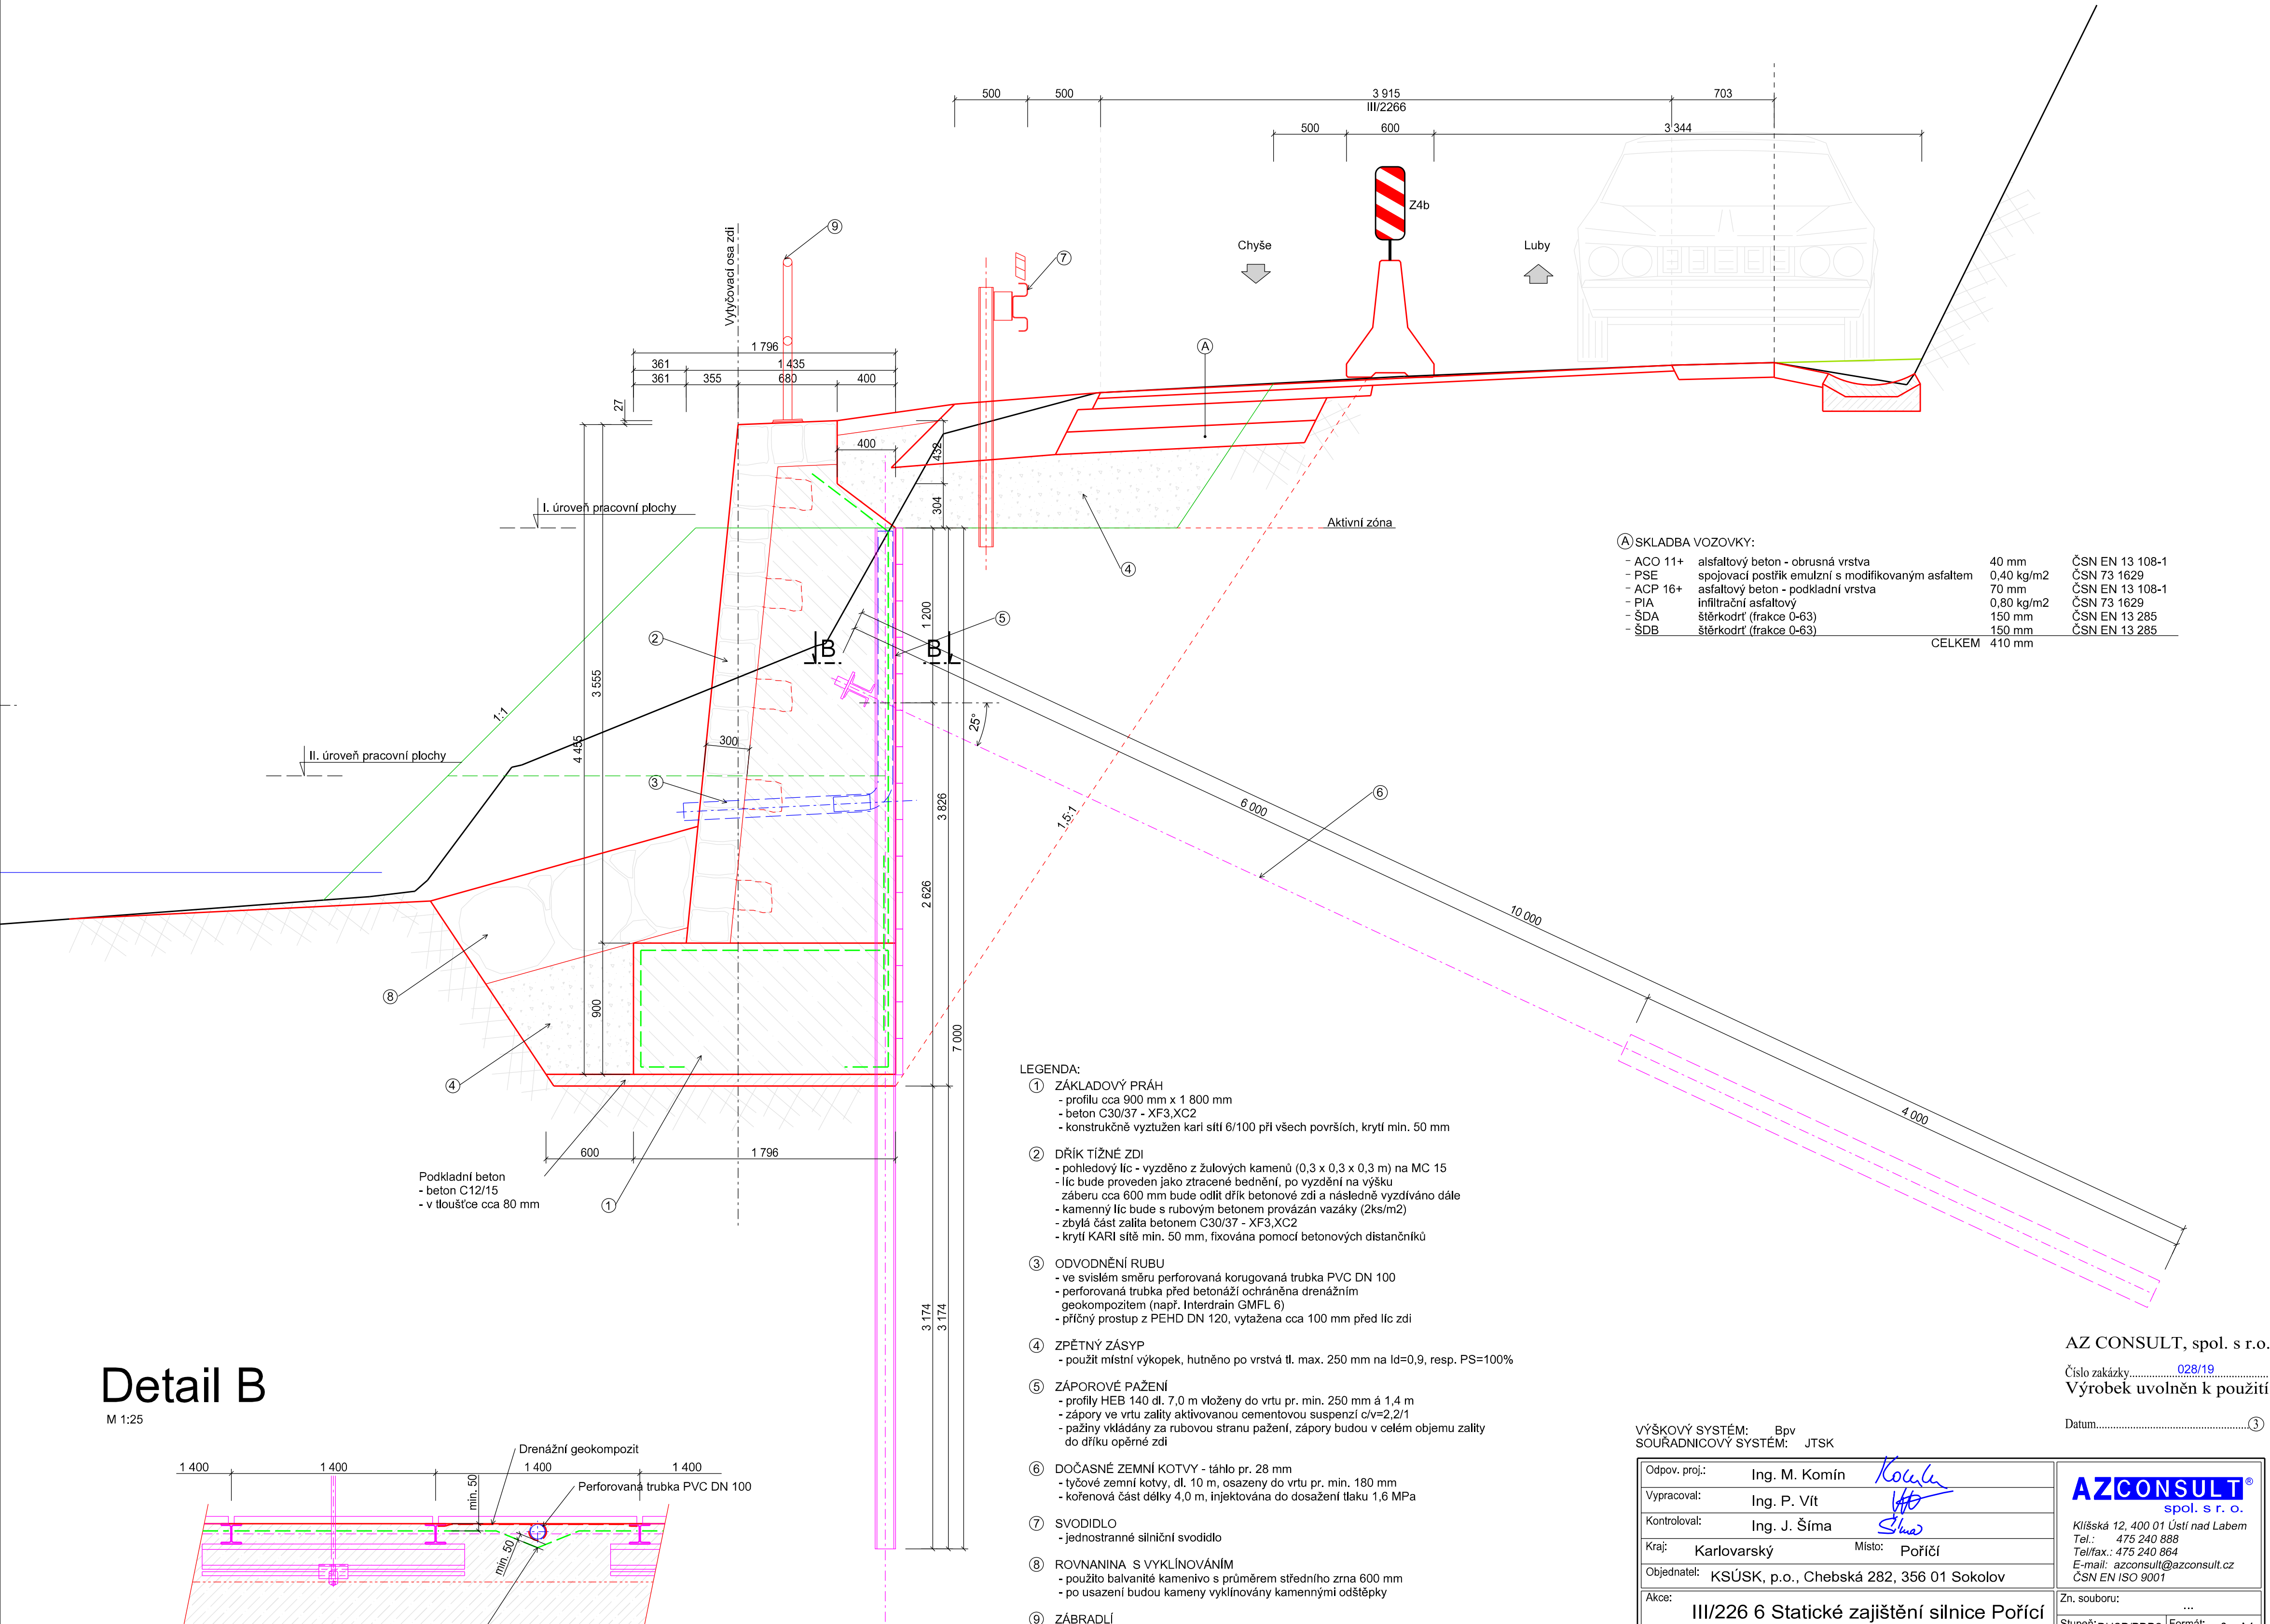 500
500
3 915
III/2266
703
500
600
3 344
Z4b
Chyše
Luby
9
7
A
Vytyčovací osa zdi
1 796
361
1 435
361
355
680
400
27
400
432
304
I. úroveň pracovní plochy
Aktivní zóna
4
1 200
5
2
B
B
3 555
4 455
1:1
25°
300
II. úroveň pracovní plochy
3
3 826
6 000
1,5:1
6
2 626
10 000
4 000
8
900
7 000
4
600
1 796
Podkladní beton
- beton C12/15
- v tloušťce cca 80 mm
1
3 174
3 174
A SKLADBA VOZOVKY:
- ACO 11+ alsfaltový beton - obrusná vrstva 40 mm ČSN EN 13 108-1
- PSE spojovací postřik emulzní s modifikovaným asfaltem 0,40 kg/m2 ČSN 73 1629
- ACP 16+ asfaltový beton - podkladní vrstva 70 mm ČSN EN 13 108-1
- PIA infiltrační asfaltový 0,80 kg/m2 ČSN 73 1629
- ŠDA štěrkodrť (frakce 0-63) 150 mm ČSN EN 13 285
- ŠDB štěrkodrť (frakce 0-63) 150 mm ČSN EN 13 285
CELKEM 410 mm
LEGENDA:
1 ZÁKLADOVÝ PRÁH
- profilu cca 900 mm x 1 800 mm
- beton C30/37 - XF3,XC2
- konstrukčně vyztužen kari sítí 6/100 při všech površích, krytí min. 50 mm
2 DŘÍK TÍŽNÉ ZDI
- pohledový líc - vyzděno z žulových kamenů (0,3 x 0,3 x 0,3 m) na MC 15
- líc bude proveden jako ztracené bednění, po vyzdění na výšku
záberu cca 600 mm bude odlit dřík betonové zdi a následně vyzdíváno dále
- kamenný líc bude s rubovým betonem provázán vazáky (2ks/m2)
- zbylá část zalita betonem C30/37 - XF3,XC2
- krytí KARI sítě min. 50 mm, fixována pomocí betonových distančníků
3 ODVODNĚNÍ RUBU
- ve svislém směru perforovaná korugovaná trubka PVC DN 100
- perforovaná trubka před betonáží ochráněna drenážním
geokompozitem (např. Interdrain GMFL 6)
- příčný prostup z PEHD DN 120, vytažena cca 100 mm před líc zdi
4 ZPĚTNÝ ZÁSYP
- použit místní výkopek, hutněno po vrstvá tl. max. 250 mm na Id=0,9, resp. PS=100%
5 ZÁPOROVÉ PAŽENÍ
- profily HEB 140 dl. 7,0 m vloženy do vrtu pr. min. 250 mm á 1,4 m
- zápory ve vrtu zality aktivovanou cementovou suspenzí c/v=2,2/1
- pažiny vkládány za rubovou stranu pažení, zápory budou v celém objemu zality
do dříku opěrné zdi
6 DOČASNÉ ZEMNÍ KOTVY - táhlo pr. 28 mm
- tyčové zemní kotvy, dl. 10 m, osazeny do vrtu pr. min. 180 mm
- kořenová část délky 4,0 m, injektována do dosažení tlaku 1,6 MPa
7 SVODIDLO
- jednostranné silniční svodidlo
8 ROVNANINA S VYKLÍNOVÁNÍM
- použito balvanité kamenivo s průměrem středního zrna 600 mm
- po usazení budou kameny vyklínovány kamennými odštěpky
9 ZÁBRADLÍ
Detail B
M 1:25
1 400
1 400
1 400
1 400
Drenážní geokompozit
Perforovaná trubka PVC DN 100
min. 50
min. 50
AZ CONSULT, spol. s r.o.
Číslo zakázky 028/19
Výrobek uvolněn k použití
Datum 3
VÝŠKOVÝ SYSTÉM: Bpv
SOUŘADNICOVÝ SYSTÉM: JTSK
Odpov. proj.: Ing. M. Komín
Vypracoval: Ing. P. Vít
Kontroloval: Ing. J. Šíma
Kraj: Karlovarský Místo: Poříčí
Objednatel: KSÚSK, p.o., Chebská 282, 356 01 Sokolov
Akce:
III/226 6 Statické zajištění silnice Poříčí
AZ CONSULT®
spol. s r. o.
Klíšská 12, 400 01 Ústí nad Labem
Tel.: 475 240 888
Tel/fax.: 475 240 864
E-mail: azconsult@azconsult.cz
ČSN EN ISO 9001
Zn. souboru:
...